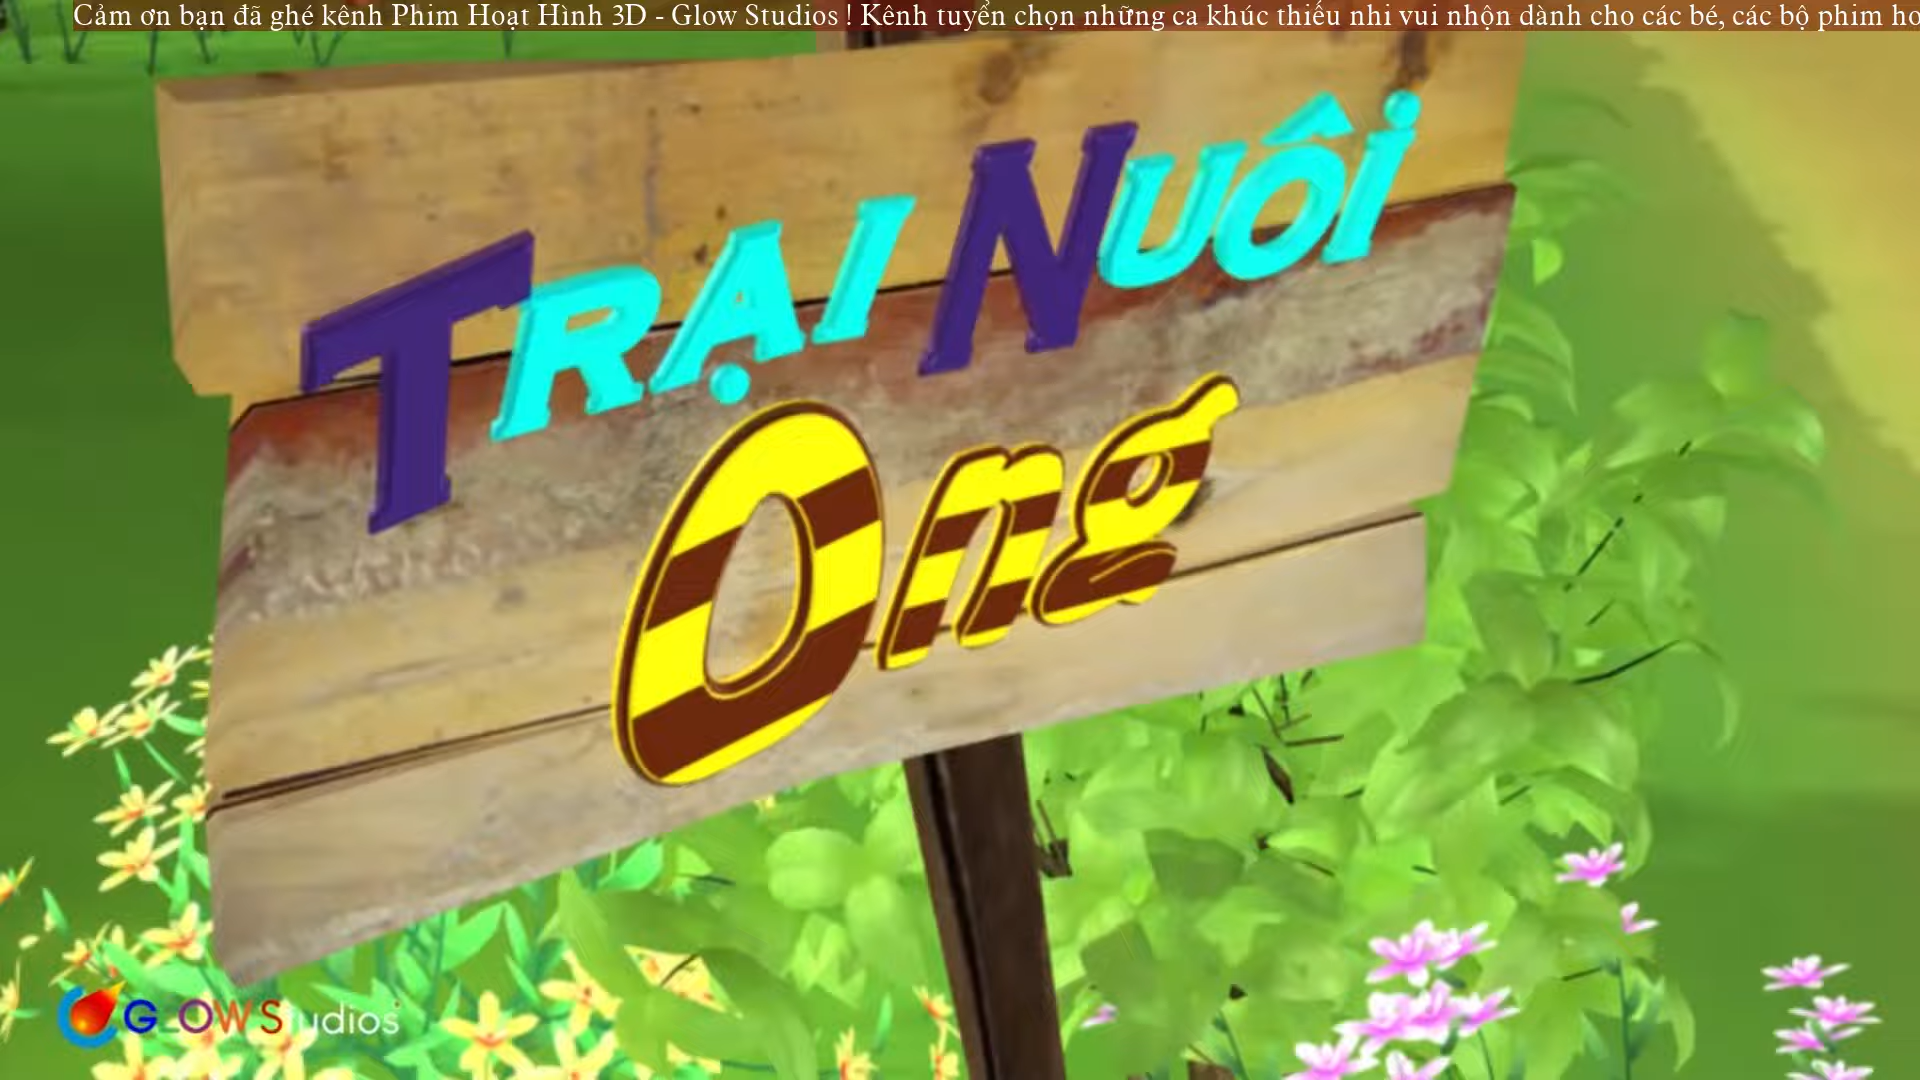 Cảm ơn bạn đã ghé kênh Phim Hoạt Hình 3D - Glow Studios ! Kênh tuyển chọn những ca khúc thiếu nhi vui nhộn dành cho các bé, các bộ phim ho
TRẠI NUÔI
Ong
GLOW Studios